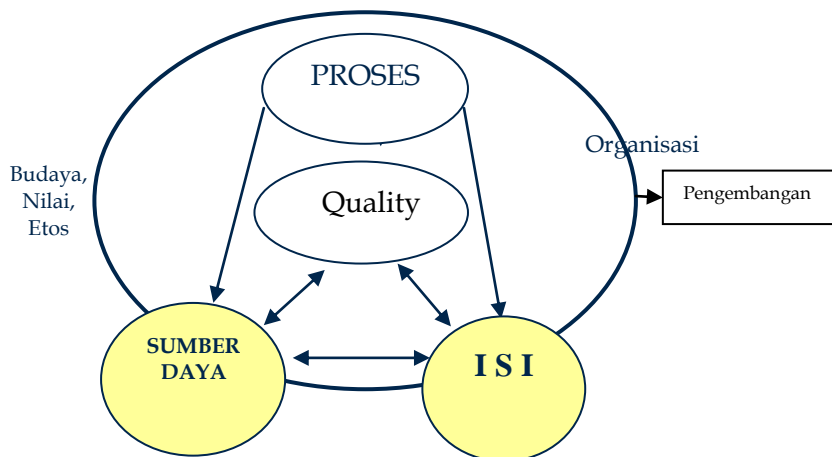 PROSES
Organisasi
Budaya,
Nilai,
Etos
Quality
Pengembangan
SUMBER
DAYA
I S I